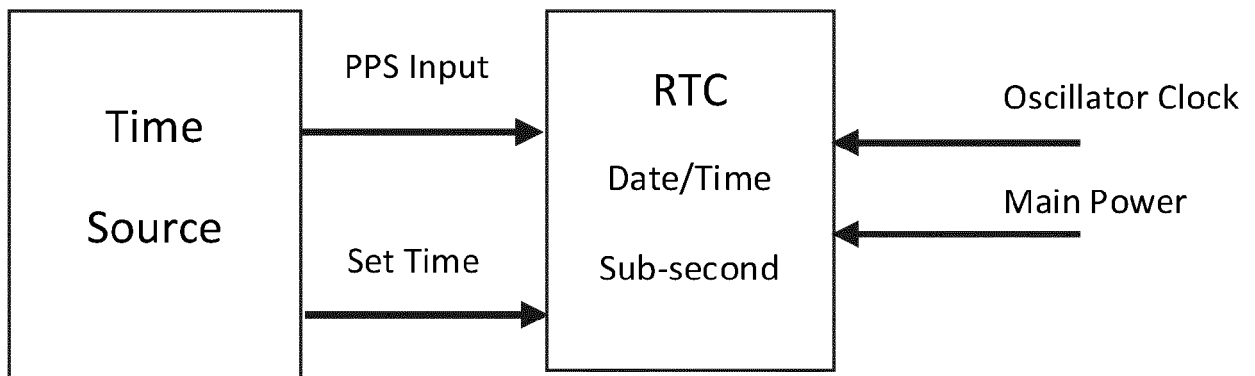 Time
Source
PPS Input
Set Time
RTC
Date/Time
Sub-second
Oscillator Clock
Main Power